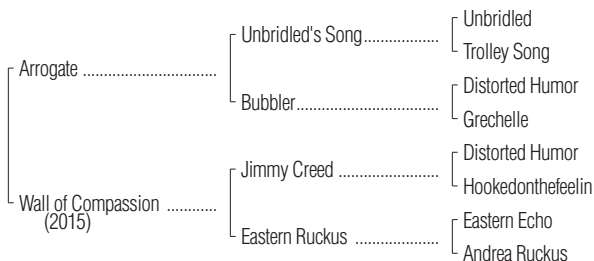 Unbridled
Unbridled's Song..................
Trolley Song
Arrogate ................................
Distorted Humor
Bubbler..................................
Grechelle
Distorted Humor
Jimmy Creed ........................
Hookedonthefeelin
Wall of Compassion ............
(2015)
Eastern Echo
Eastern Ruckus ....................
Andrea Ruckus